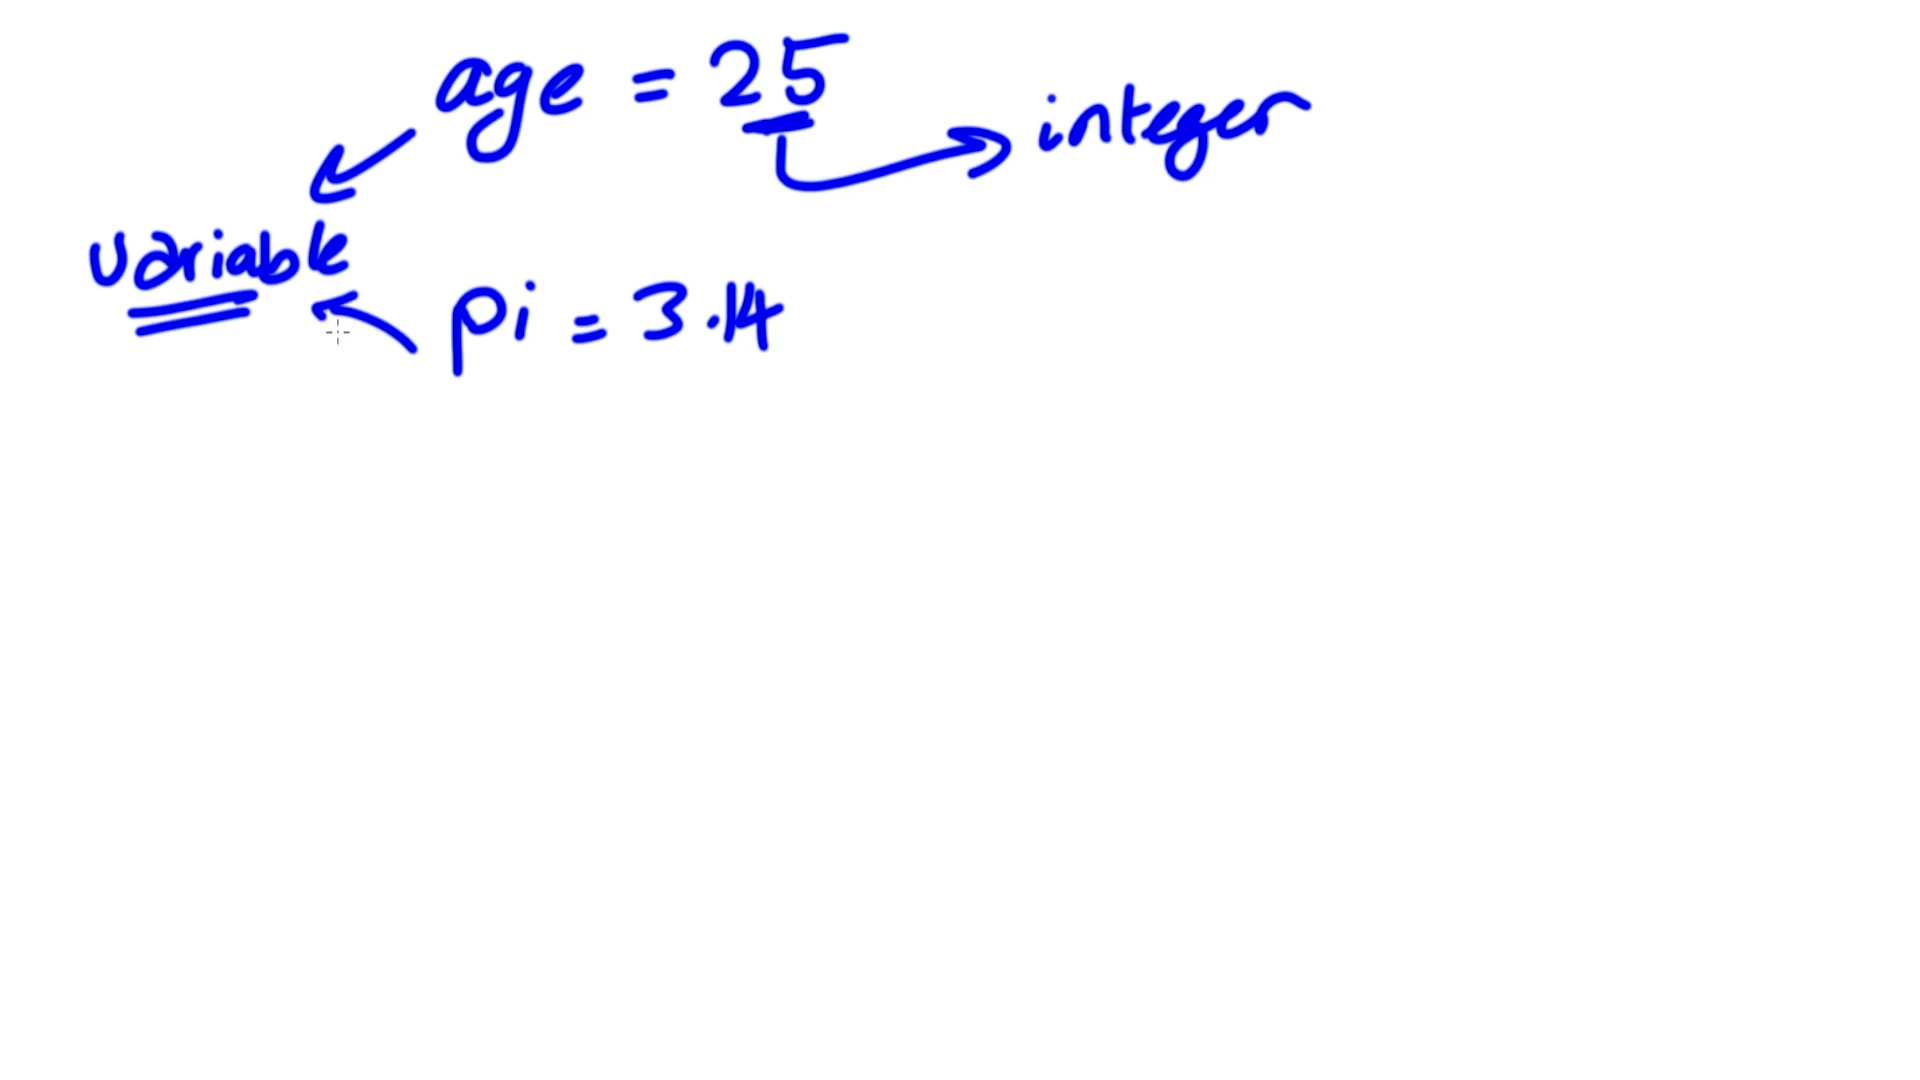 age = 25
integer
variable
pi = 3.14